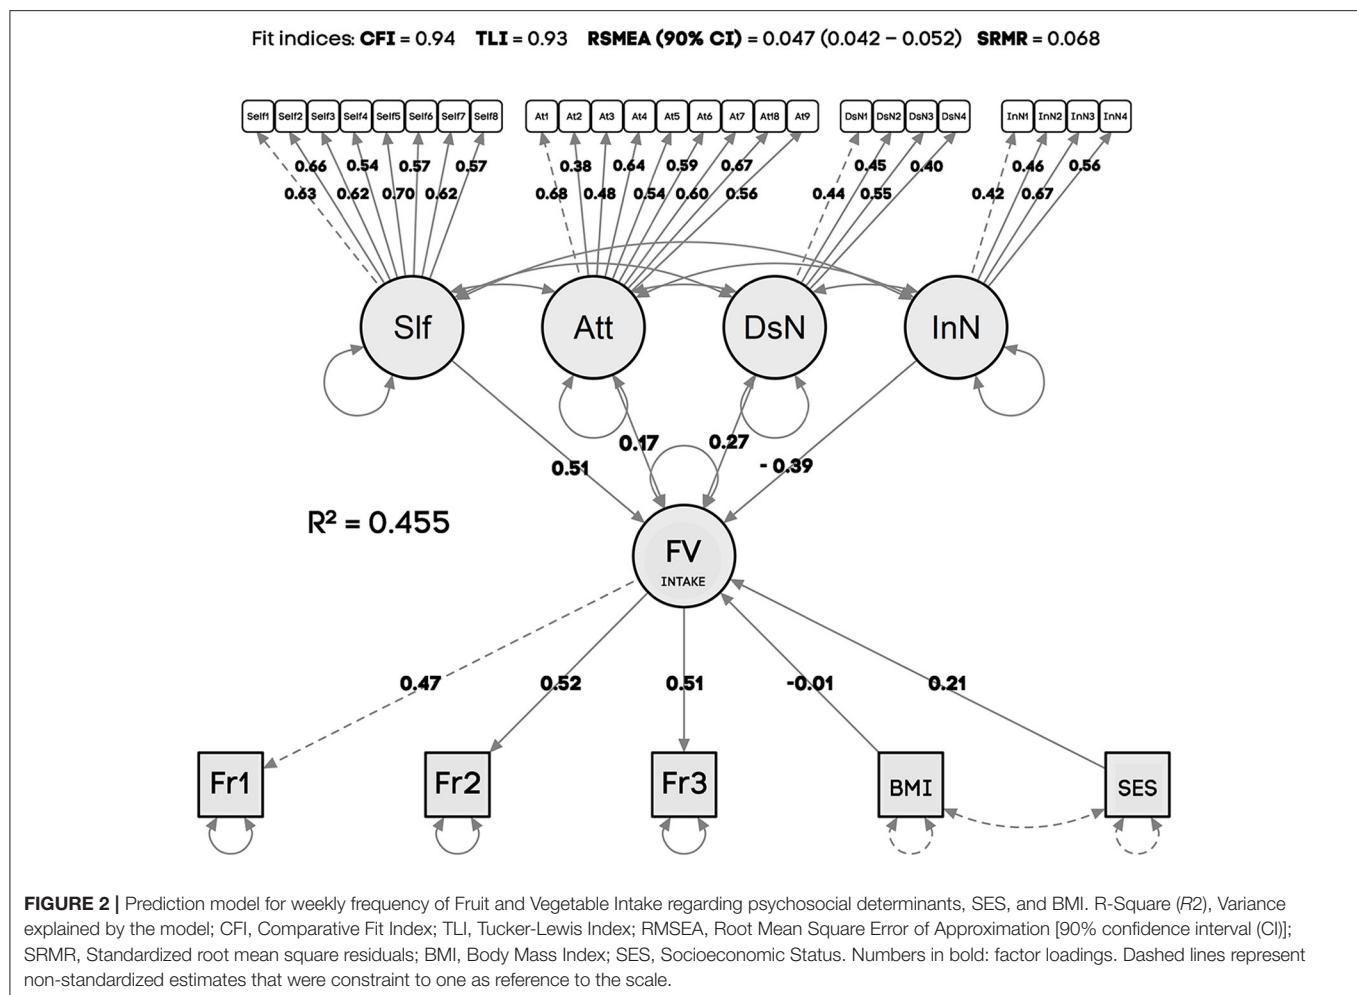 Fit indices: CFI = 0.94 TLI = 0.93 RSMEA (90% CI) = 0.047 (0.042 – 0.052) SRMR = 0.068
Self1 Self2 Self3 Self4 Self5 Self6 Self7 Self8 At1 At2 At3 At4 At5 At6 At7 At18 At9 DsN1 DsN2 DsN3 DsN4 InN1 InN2 InN3 InN4
0.66 0.54 0.57 0.57 0.38 0.64 0.59 0.67 0.45 0.40 0.46 0.56
0.63 0.62 0.70 0.62 0.68 0.48 0.54 0.60 0.56 0.44 0.55 0.42 0.67
Slf Att DsN InN
0.17 0.27
0.51 - 0.39
R² = 0.455
FV
INTAKE
0.47 0.52 0.51 -0.01 0.21
Fr1 Fr2 Fr3 BMI SES
FIGURE 2 | Prediction model for weekly frequency of Fruit and Vegetable Intake regarding psychosocial determinants, SES, and BMI. R-Square (R2), Variance
explained by the model; CFI, Comparative Fit Index; TLI, Tucker-Lewis Index; RMSEA, Root Mean Square Error of Approximation [90% confidence interval (CI)];
SRMR, Standardized root mean square residuals; BMI, Body Mass Index; SES, Socioeconomic Status. Numbers in bold: factor loadings. Dashed lines represent
non-standardized estimates that were constraint to one as reference to the scale.